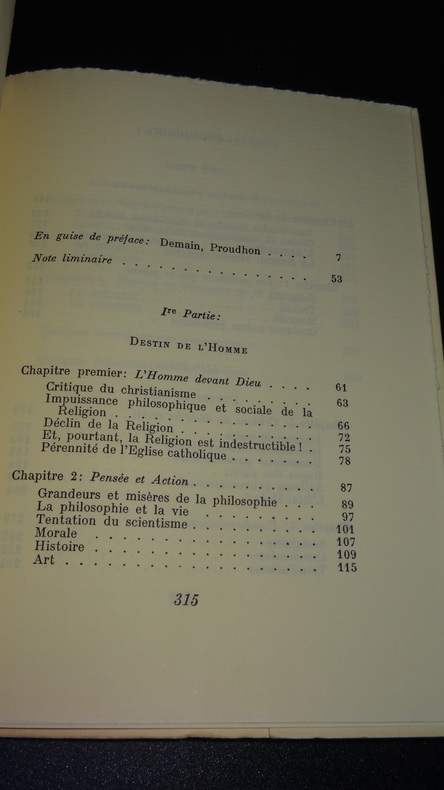 En guise de préface: Demain, Proudhon . . . . 7
Note liminaire . . . . . . . . . . . . . . . . 53
Ire Partie:
Destin de l'Homme
Chapitre premier: L'Homme devant Dieu . . . . 61
Critique du christianisme . . . . . . . . . 63
Impuissance philosophique et sociale de la
Religion . . . . . . . . . . . . . . . . 66
Déclin de la Religion . . . . . . . . . . . 72
Et, pourtant, la Religion est indestructible ! . 75
Pérennité de l'Eglise catholique . . . . . . . 78
Chapitre 2: Pensée et Action . . . . . . . . . . 87
Grandeurs et misères de la philosophie . . . 89
La philosophie et la vie . . . . . . . . . 97
Tentation du scientisme . . . . . . . . . . 101
Morale . . . . . . . . . . . . . . . . . 107
Histoire . . . . . . . . . . . . . . . . . 109
Art . . . . . . . . . . . . . . . . . . . 115
315